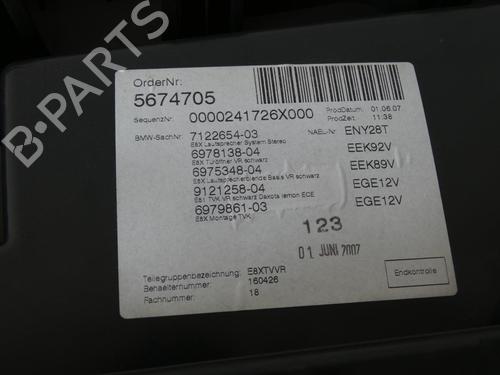 OrderNr:
5674705
SequenzNr: 0000241726X000 ProdDatum: 01.06.07
ProdZeit: 11:38
BMW-SachNr 7122654-03 NAEL-Nr: ENY28T
E8X Lautsprecher System Stereo
6978138-04 EEK92V
E8X Türöffner VR schwarz
6975348-04 EEK89V
E8X Lautsprecherblende Basis VR schwarz
9121258-04 EGE12V
E81 TVK VR schwarz Dakota lemon ECE
6979861-03 EGE12V
E8X Montage TVK
123
01 JUNI 2007
Teilegruppenbezeichnung: E8XTVVR
Behaelternummer: 160426
Fachnummer: 18
Endkontrolle